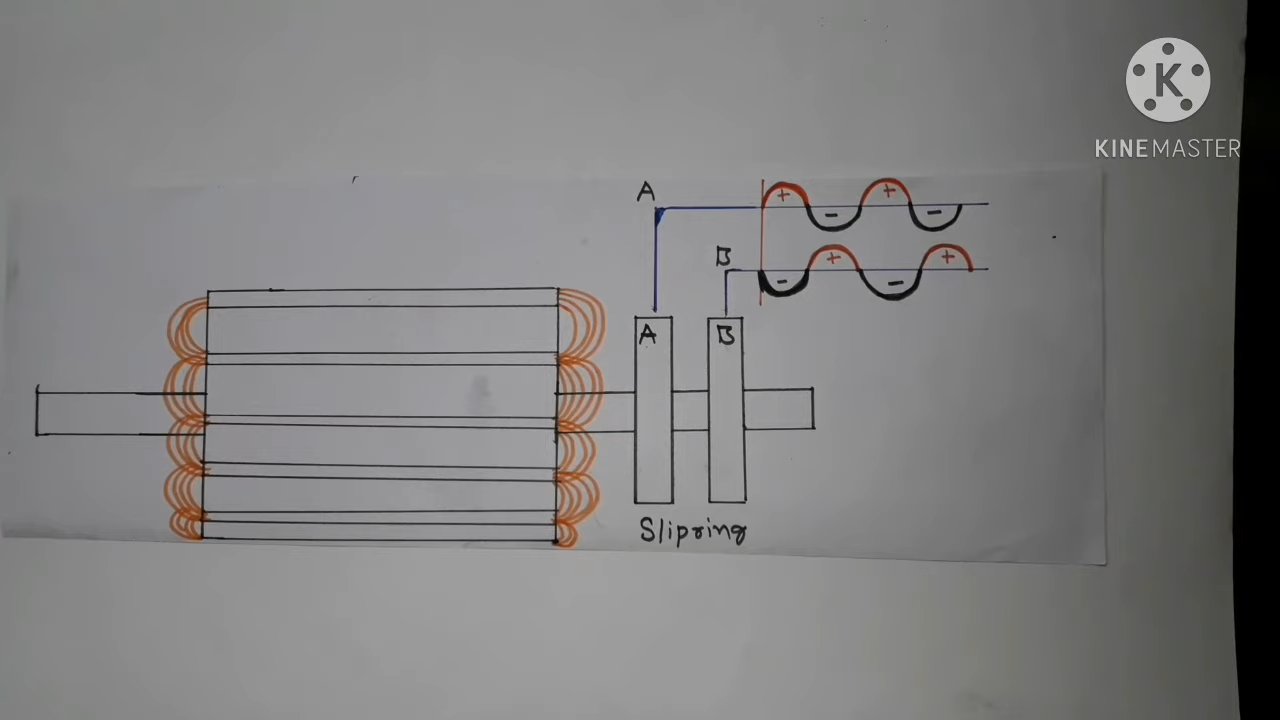 K
KINEMASTER
A
+ - + -
B
- + - +
A B
Slipring